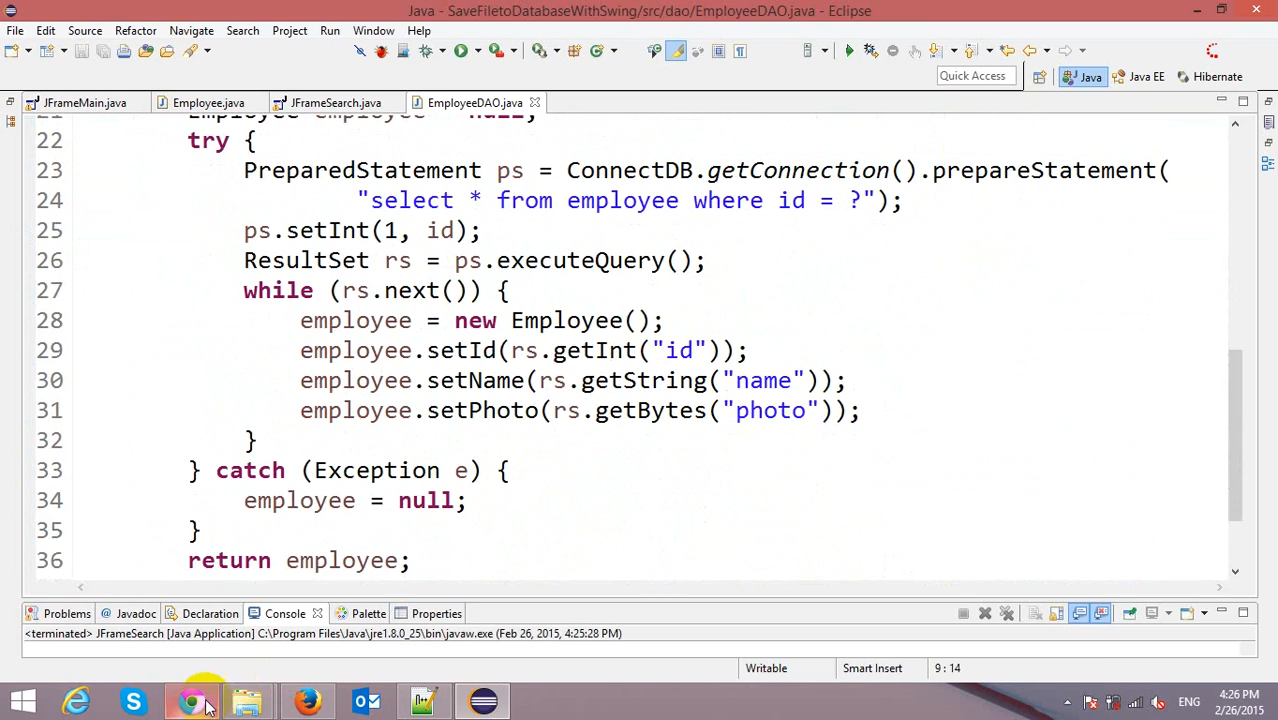 Java - SaveFiletoDatabaseWithSwing/src/dao/EmployeeDAO.java - Eclipse
File Edit Source Refactor Navigate Search Project Run Window Help
Quick Access Java Java EE Hibernate
JFrameMain.java Employee.java JFrameSearch.java EmployeeDAO.java
21 Employee employee = null;
22 try {
23 PreparedStatement ps = ConnectDB.getConnection().prepareStatement(
24 "select * from employee where id = ?");
25 ps.setInt(1, id);
26 ResultSet rs = ps.executeQuery();
27 while (rs.next()) {
28 employee = new Employee();
29 employee.setId(rs.getInt("id"));
30 employee.setName(rs.getString("name"));
31 employee.setPhoto(rs.getBytes("photo"));
32 }
33 } catch (Exception e) {
34 employee = null;
35 }
36 return employee;
Problems @ Javadoc Declaration Console Palette Properties
<terminated> JFrameSearch [Java Application] C:\Program Files\Java\jre1.8.0_25\bin\javaw.exe (Feb 26, 2015, 4:25:28 PM)
Writable Smart Insert 9 : 14
ENG 4:26 PM
2/26/2015